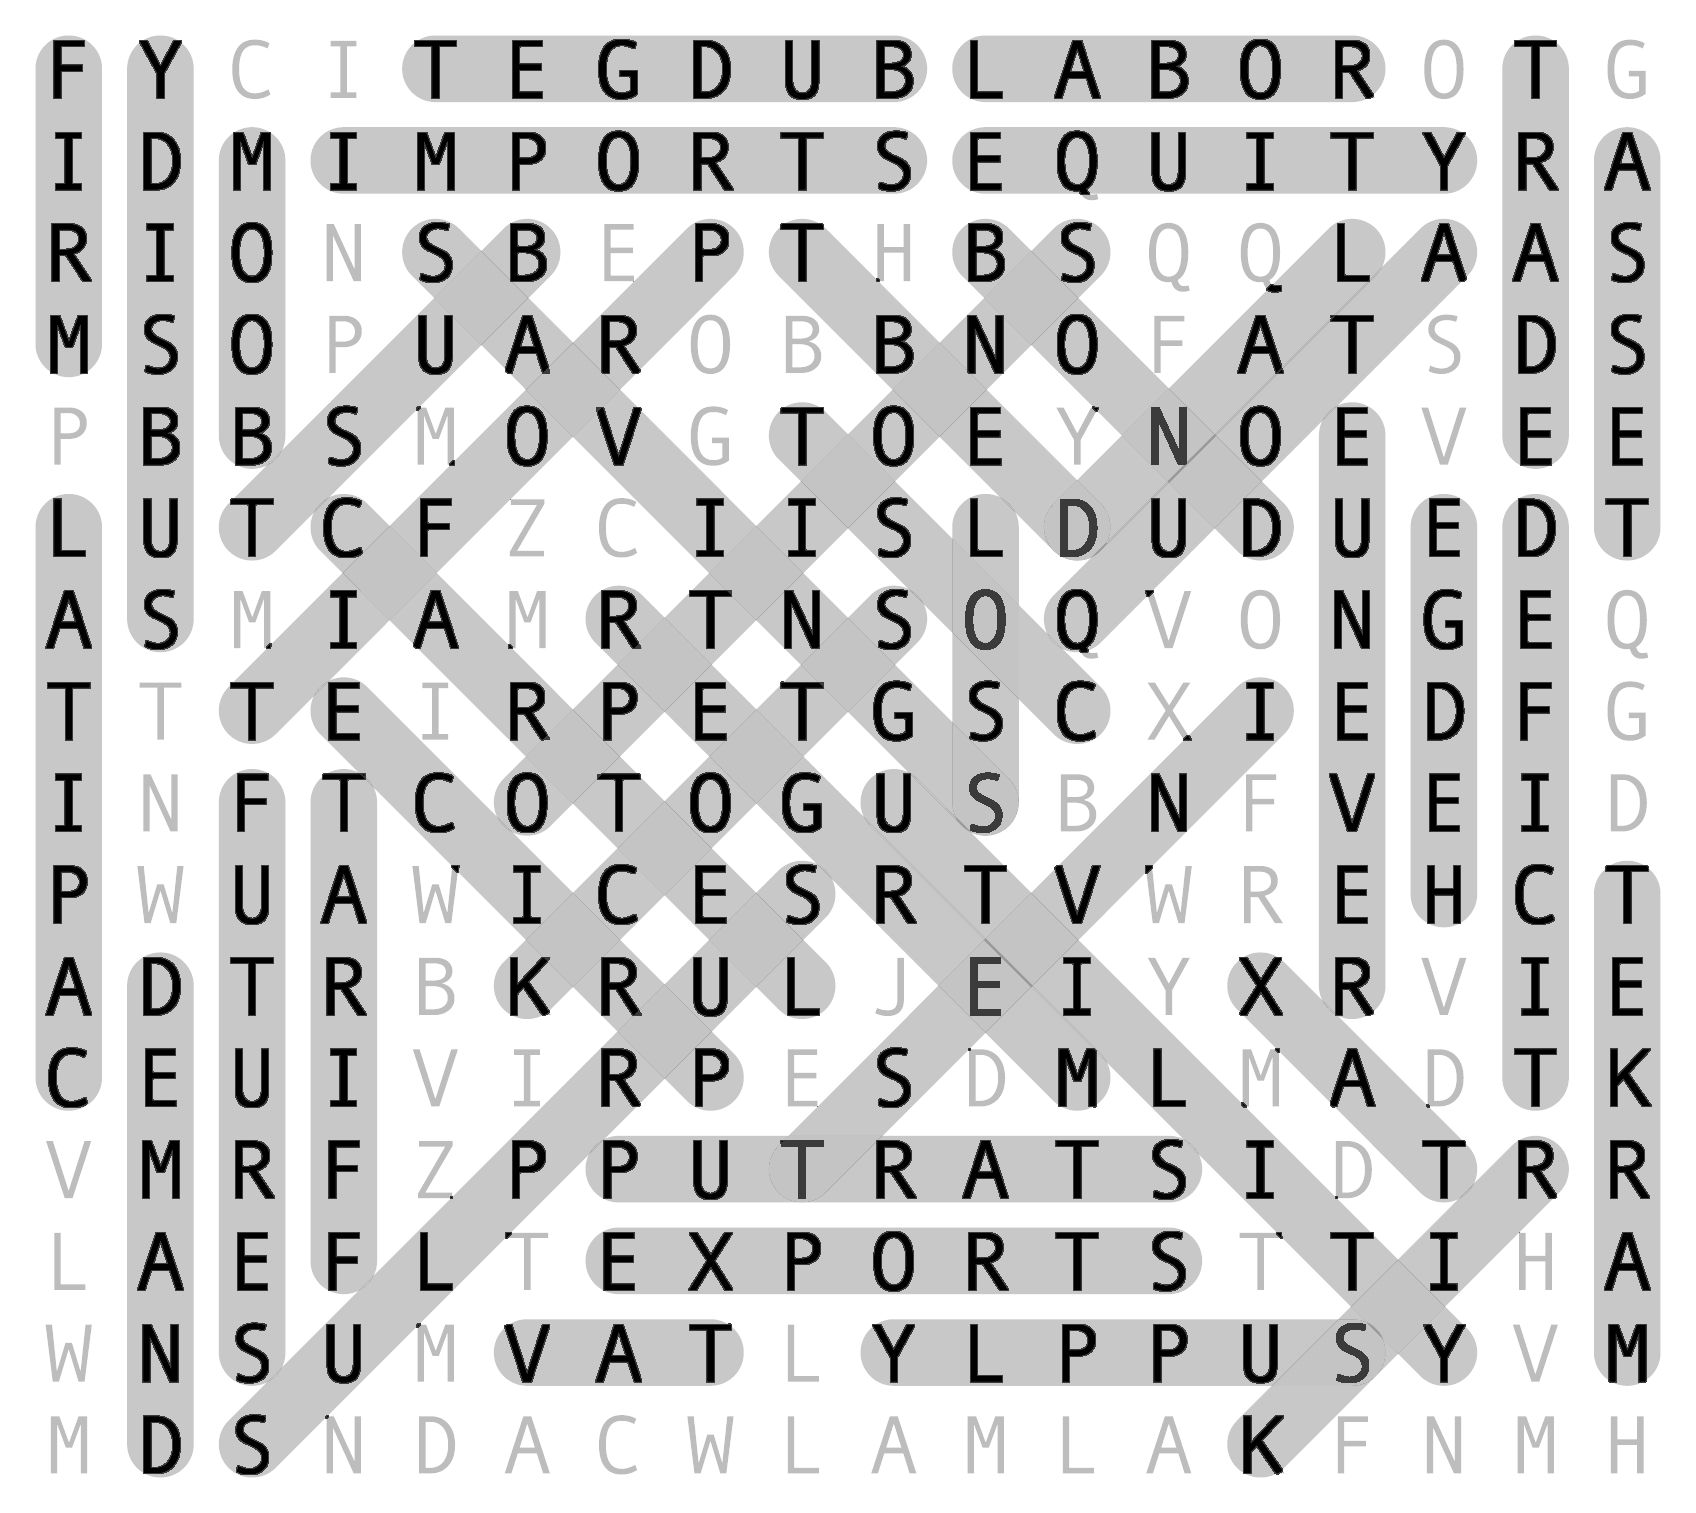 F Y C I T E G D U B L A B O R O T G
I D M I M P O R T S E Q U I T Y R A
R I O N S B E P T H B S Q Q L A A S
M S O P U A R O B B N O F A T S D S
P B B S M O V G T O E Y N O E V E E
L U T C F Z C I I S L D U D U E D T
A S M I A M R T N S O Q V O N G E Q
T T T E I R P E T G S C X I E D F G
I N F T C O T O G U S B N F V E I D
P W U A W I C E S R T V W R E H C T
A D T R B K R U L J E I Y X R V I E
C E U I V I R P E S D M L M A D T K
V M R F Z P P U T R A T S I D T R R
L A E F L T E X P O R T S T T I H A
W N S U M V A T L Y L P P U S Y V M
M D S N D A C W L A M L A K F N M H